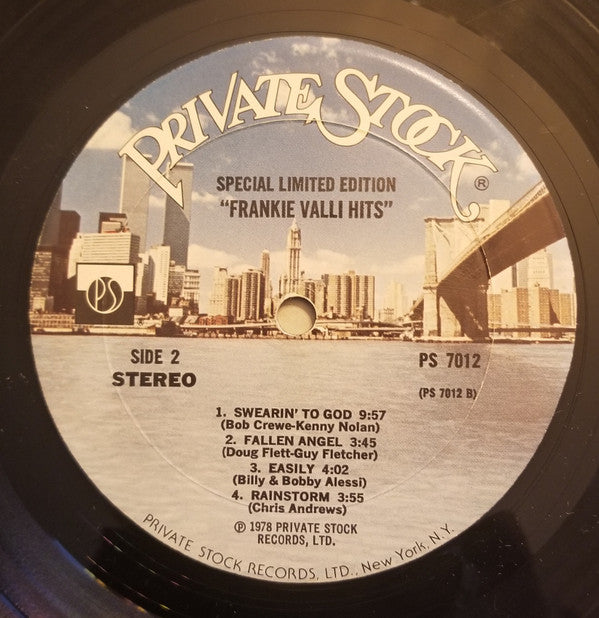 PRIVATE STOCK®
SPECIAL LIMITED EDITION
"FRANKIE VALLI HITS"
PS
SIDE 2
STEREO
PS 7012
(PS 7012 B)
1. SWEARIN' TO GOD 9:57
(Bob Crewe-Kenny Nolan)
2. FALLEN ANGEL 3:45
(Doug Flett-Guy Fletcher)
3. EASILY 4:02
(Billy & Bobby Alessi)
4. RAINSTORM 3:55
(Chris Andrews)
℗ 1978 PRIVATE STOCK
RECORDS, LTD.
PRIVATE STOCK RECORDS, LTD., New York, N.Y.